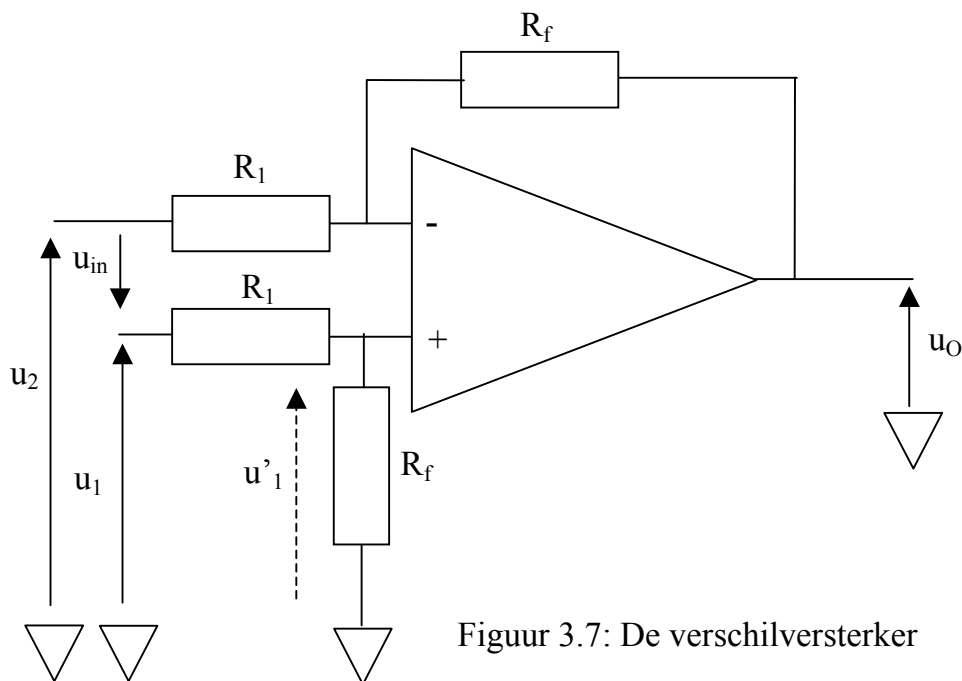 R_f
R_1
-
u_in
R_1
+
u_O
u_2
u_1
u'_1
R_f
Figuur 3.7: De verschilversterker